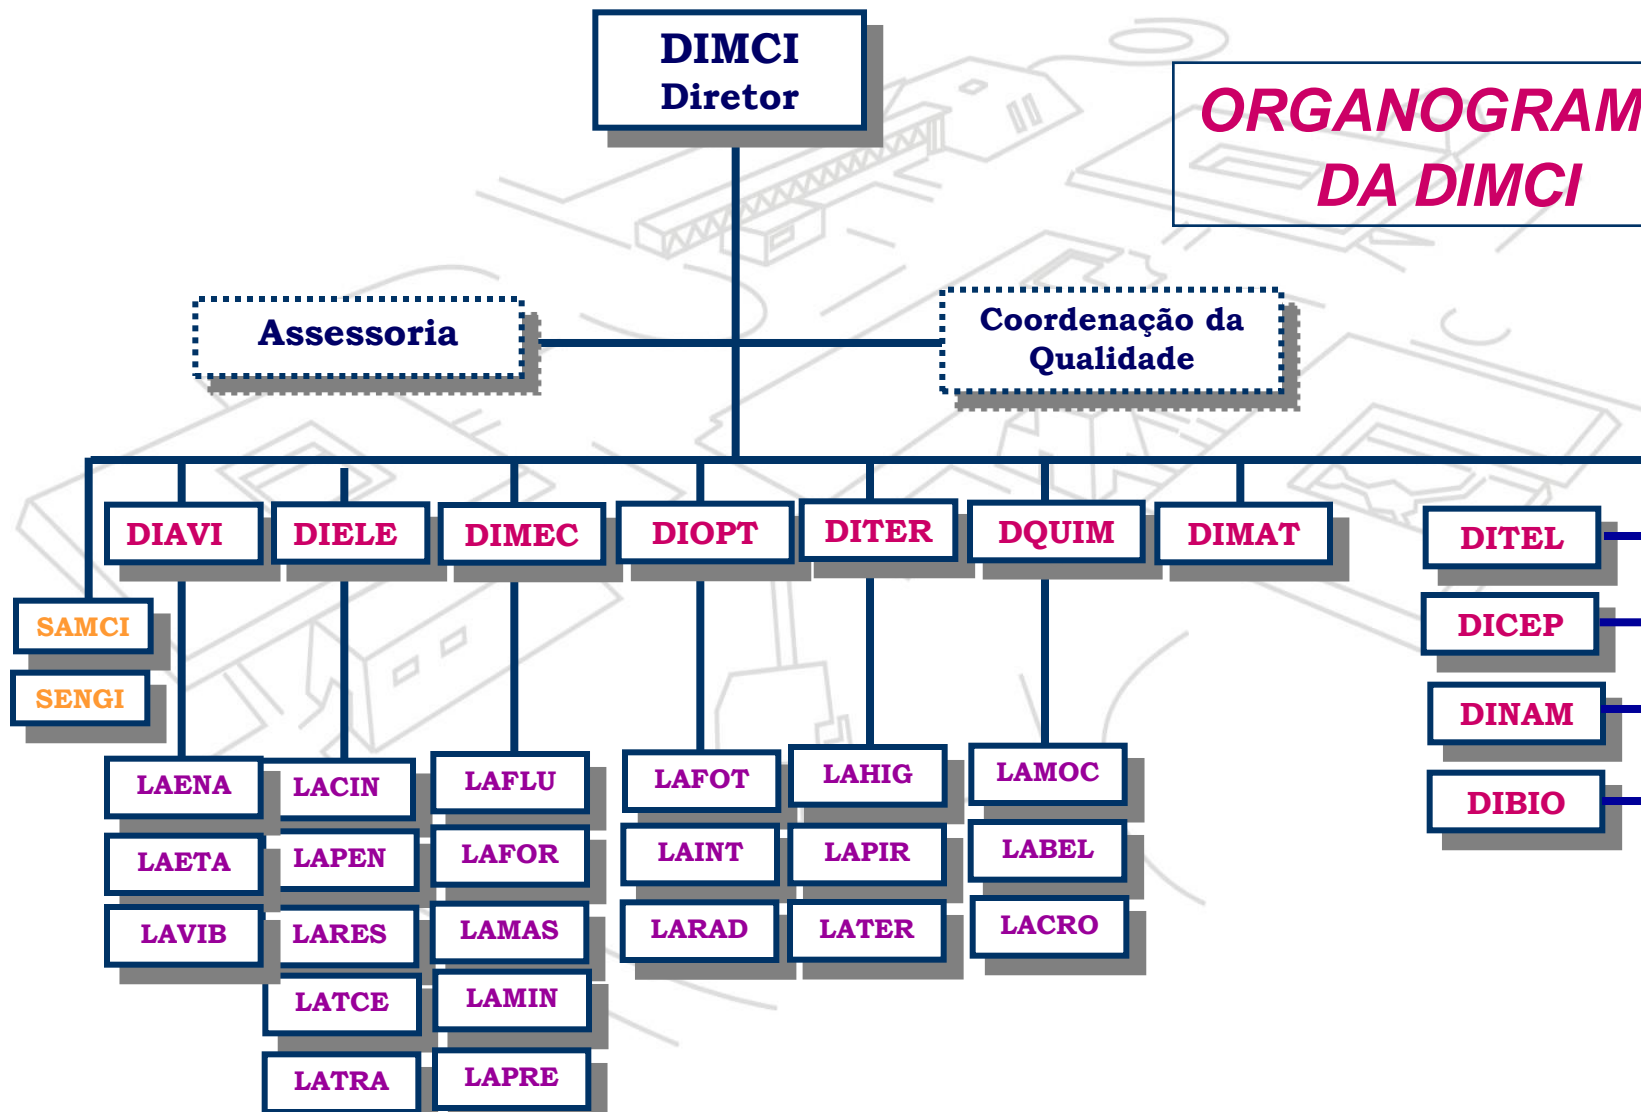 DIMCI
Diretor
ORGANOGRAM
DA DIMCI
Assessoria
Coordenação da
Qualidade
DIAVI
DIELE
DIMEC
DIOPT
DITER
DQUIM
DIMAT
DITEL
SAMCI
DICEP
SENGI
DINAM
DIBIO
LAENA
LACIN
LAFLU
LAFOT
LAHIG
LAMOC
LAETA
LAPEN
LAFOR
LAINT
LAPIR
LABEL
LAVIB
LARES
LAMAS
LARAD
LATER
LACRO
LATCE
LAMIN
LATRA
LAPRE